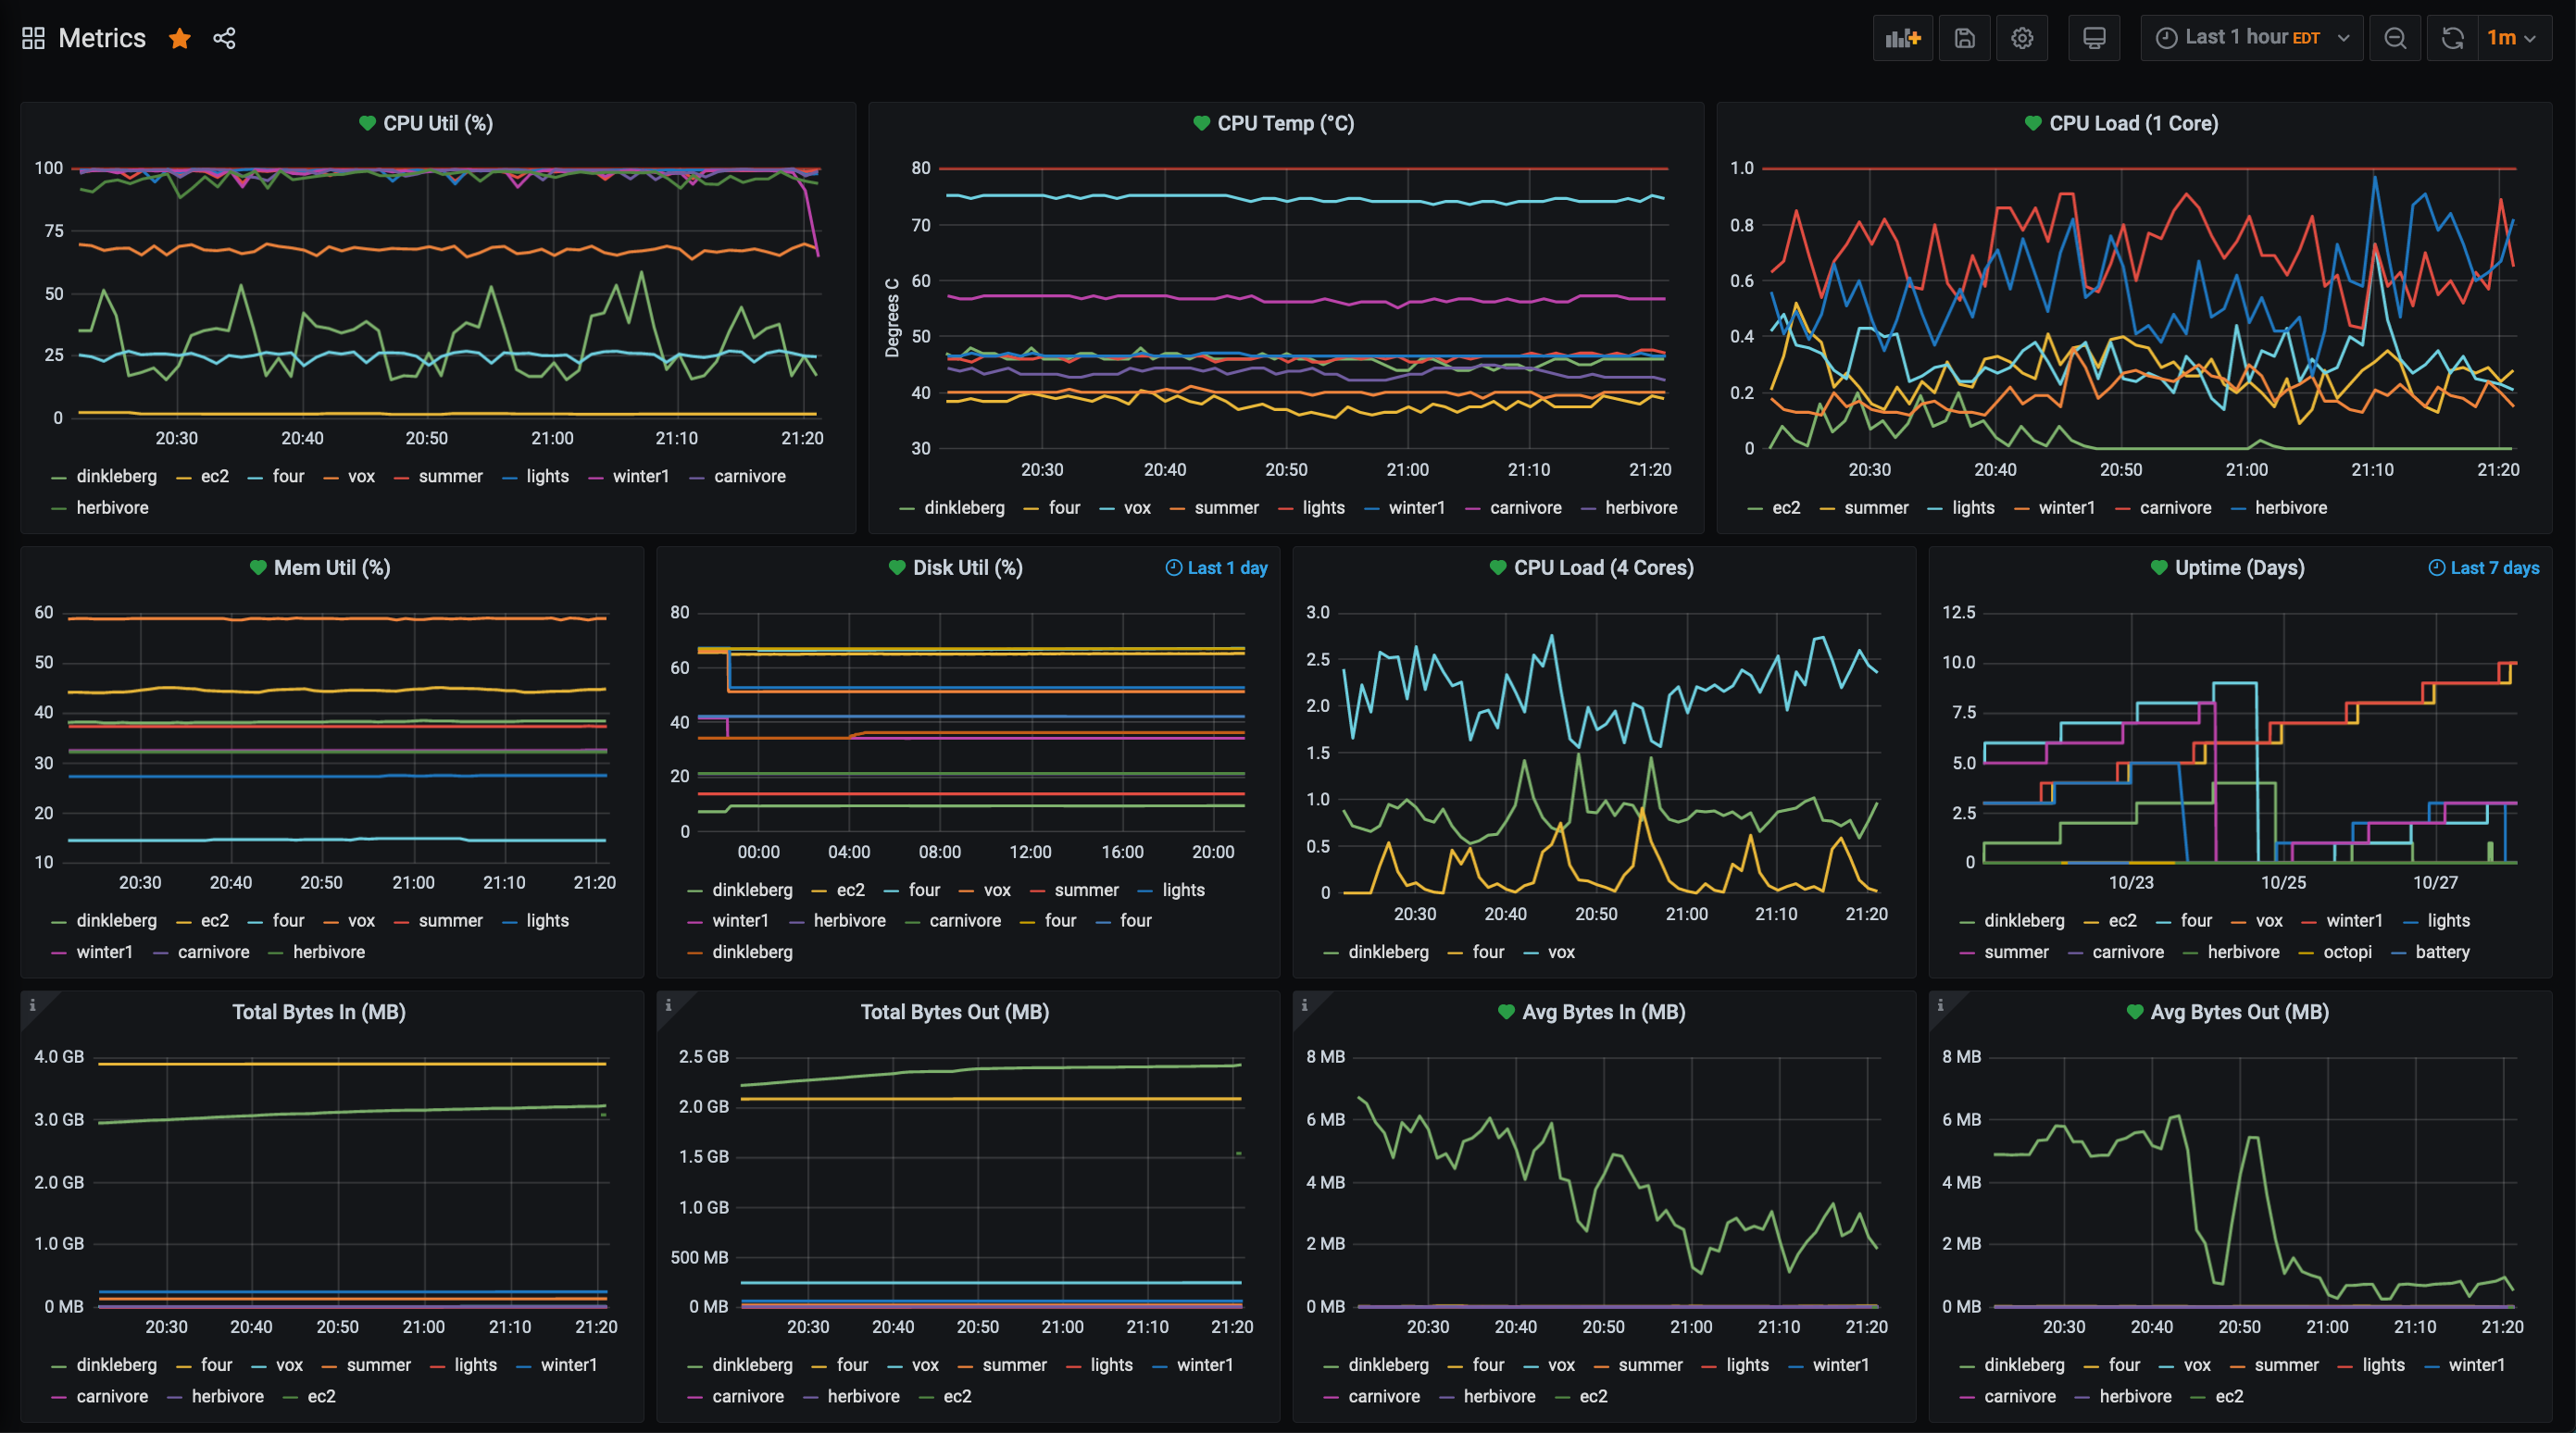 Metrics
Last 1 hour EDT
1m
CPU Util (%)
100
75
50
25
0
20:30 20:40 20:50 21:00 21:10 21:20
dinkleberg ec2 four vox summer lights winter1 carnivore
herbivore
CPU Temp (°C)
Degrees C
80
70
60
50
40
30
20:30 20:40 20:50 21:00 21:10 21:20
dinkleberg four vox summer lights winter1 carnivore herbivore
CPU Load (1 Core)
1.0
0.8
0.6
0.4
0.2
0
20:30 20:40 20:50 21:00 21:10 21:20
ec2 summer lights winter1 carnivore herbivore
Mem Util (%)
60
50
40
30
20
10
20:30 20:40 20:50 21:00 21:10 21:20
dinkleberg ec2 four vox summer lights
winter1 carnivore herbivore
Disk Util (%)
Last 1 day
80
60
40
20
0
00:00 04:00 08:00 12:00 16:00 20:00
dinkleberg ec2 four vox summer lights
winter1 herbivore carnivore four four
dinkleberg
CPU Load (4 Cores)
3.0
2.5
2.0
1.5
1.0
0.5
0
20:30 20:40 20:50 21:00 21:10 21:20
dinkleberg four vox
Uptime (Days)
Last 7 days
12.5
10.0
7.5
5.0
2.5
0
10/23 10/25 10/27
dinkleberg ec2 four vox winter1 lights
summer carnivore herbivore octopi battery
i
Total Bytes In (MB)
4.0 GB
3.0 GB
2.0 GB
1.0 GB
0 MB
20:30 20:40 20:50 21:00 21:10 21:20
dinkleberg four vox summer lights winter1
carnivore herbivore ec2
i
Total Bytes Out (MB)
2.5 GB
2.0 GB
1.5 GB
1.0 GB
500 MB
0 MB
20:30 20:40 20:50 21:00 21:10 21:20
dinkleberg four vox summer lights winter1
carnivore herbivore ec2
i
Avg Bytes In (MB)
8 MB
6 MB
4 MB
2 MB
0 MB
20:30 20:40 20:50 21:00 21:10 21:20
dinkleberg four vox summer lights winter1
carnivore herbivore ec2
i
Avg Bytes Out (MB)
8 MB
6 MB
4 MB
2 MB
0 MB
20:30 20:40 20:50 21:00 21:10 21:20
dinkleberg four vox summer lights winter1
carnivore herbivore ec2